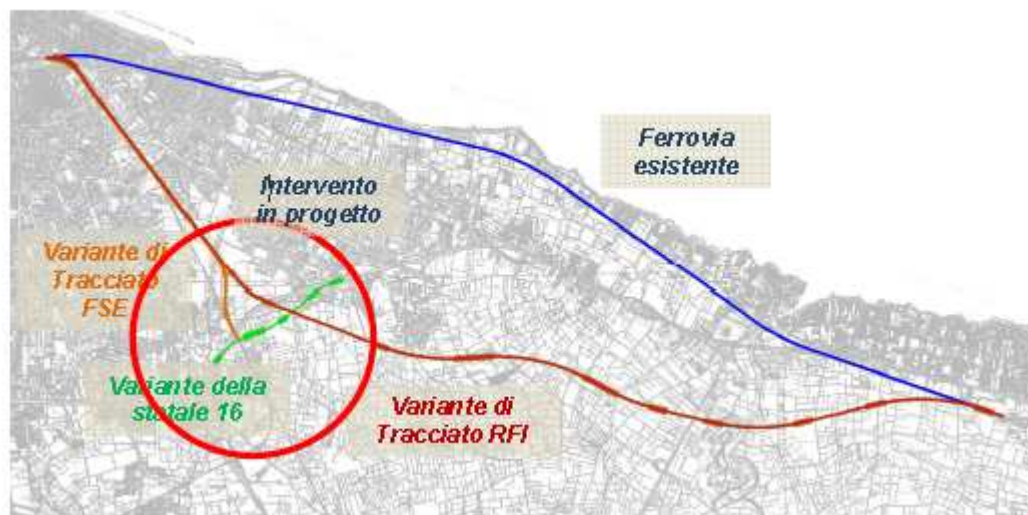 Ferrovia
esistente
Intervento
in progetto
Variante di
Tracciato
FSE
Variante della
statale 16
Variante di
Tracciato RFI